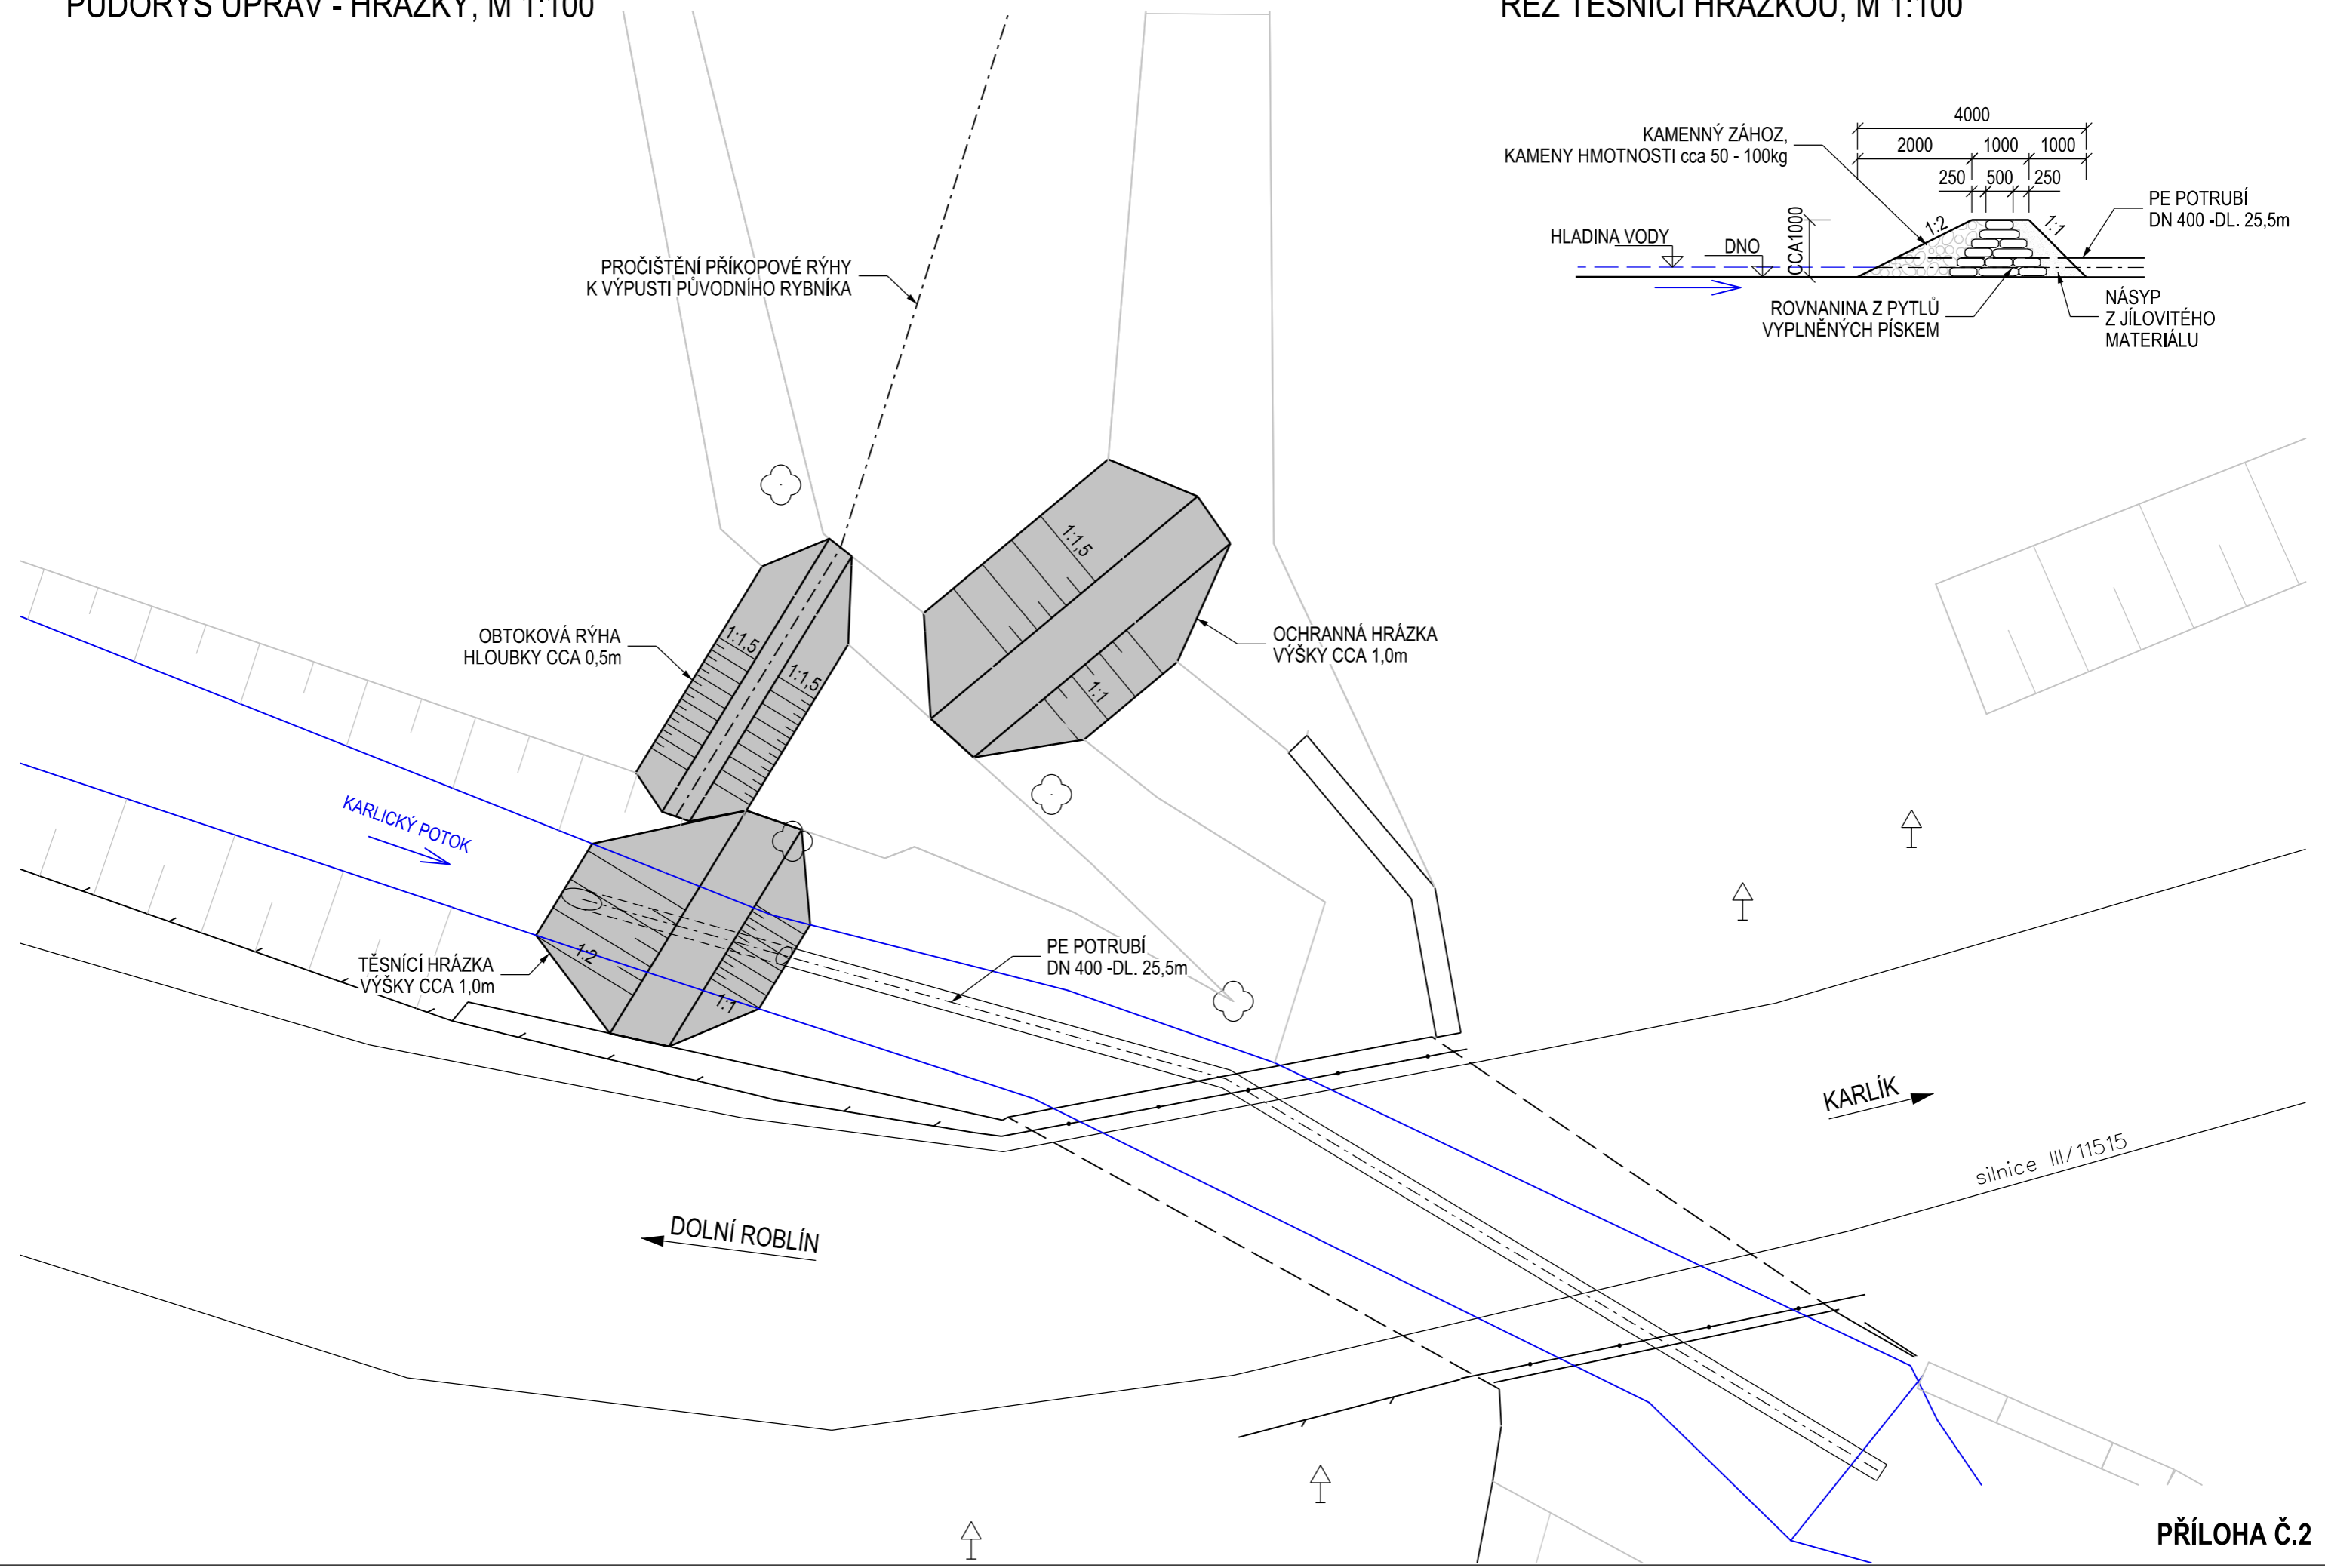 PŮDORYS ÚPRAV - HRÁZKY, M 1:100
ŘEZ TĚSNÍCÍ HRÁZKOU, M 1:100
4000
2000
1000
1000
250
500
250
KAMENNÝ ZÁHOZ,
KAMENY HMOTNOSTI cca 50 - 100kg
PE POTRUBÍ
DN 400 -DL. 25,5m
1:2
1:1
CCA1000
HLADINA VODY
DNO
ROVNANINA Z PYTLŮ
VYPLNĚNÝCH PÍSKEM
NÁSYP
Z JÍLOVITÉHO
MATERIÁLU
PROČIŠTĚNÍ PŘÍKOPOVÉ RÝHY
K VÝPUSTI PŮVODNÍHO RYBNÍKA
1:1,5
OBTOKOVÁ RÝHA
HLOUBKY CCA 0,5m
1:1,5
1:1,5
OCHRANNÁ HRÁZKA
VÝŠKY CCA 1,0m
1:1
KARLICKÝ POTOK
TĚSNÍCÍ HRÁZKA
VÝŠKY CCA 1,0m
1:2
1:1
PE POTRUBÍ
DN 400 -DL. 25,5m
KARLÍK
silnice III/11515
DOLNÍ ROBLÍN
PŘÍLOHA Č.2